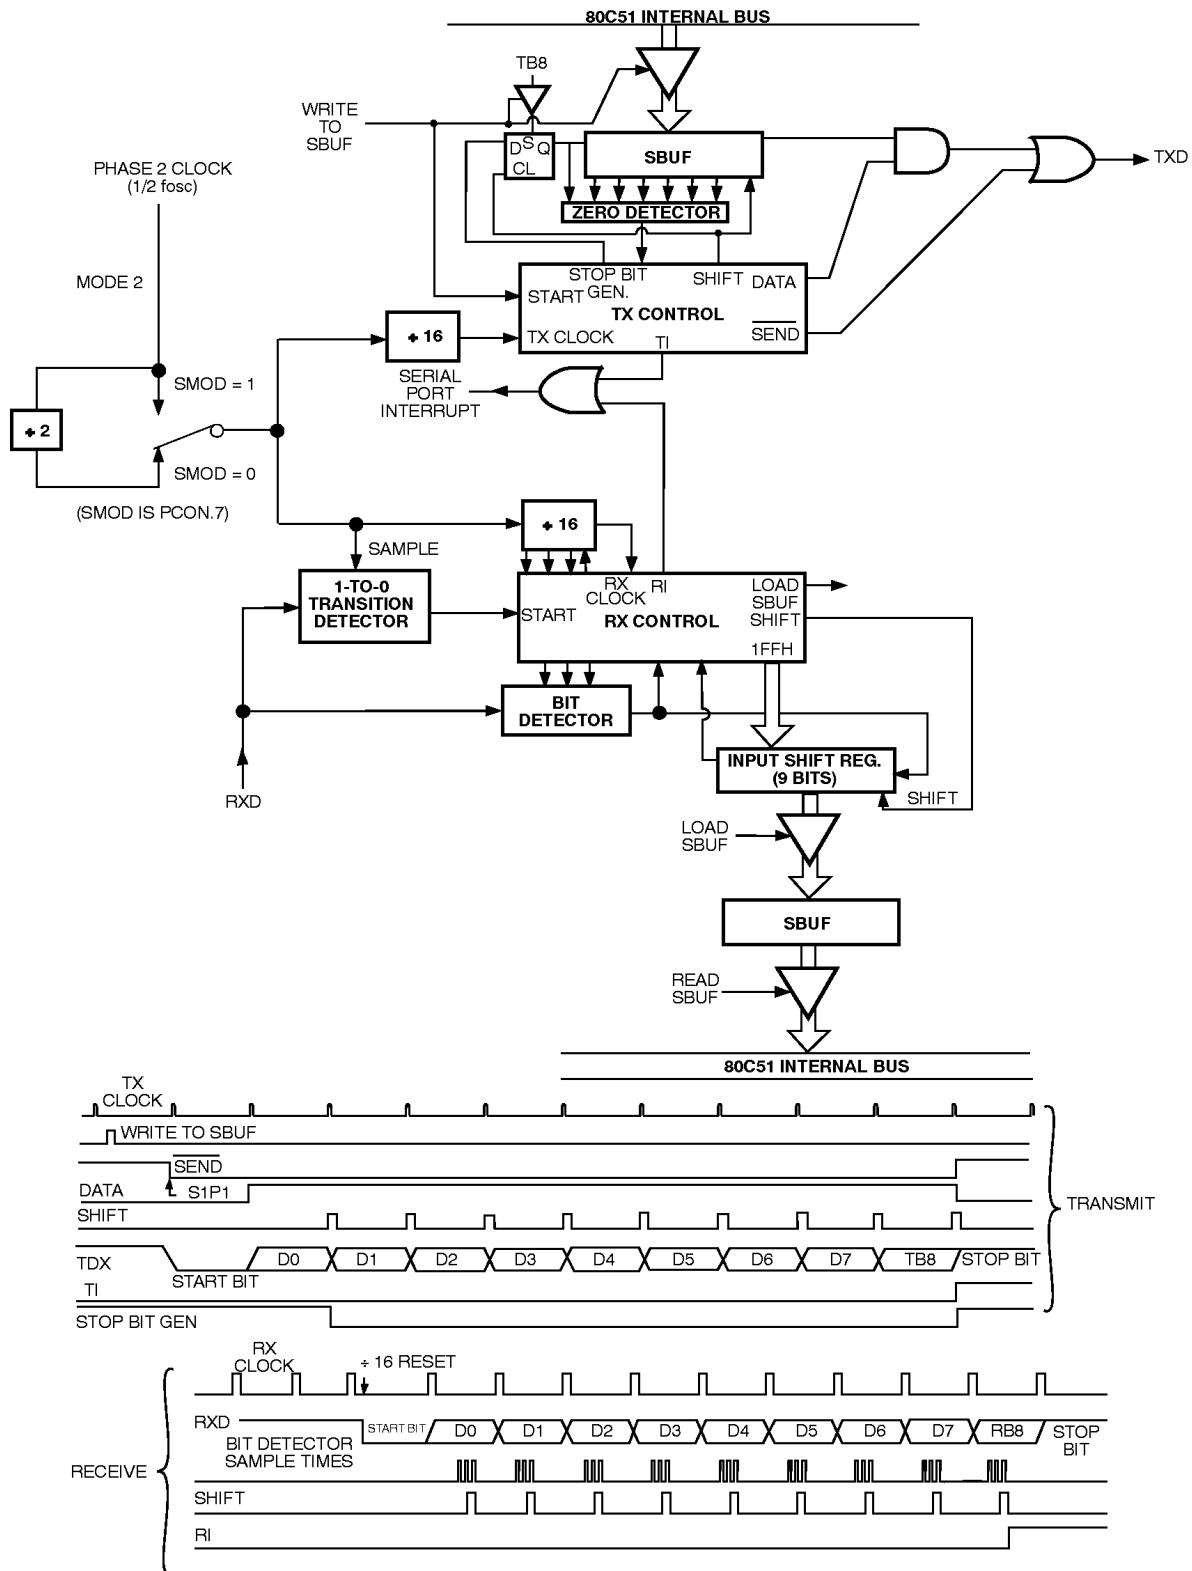 80C51 INTERNAL BUS
TB8
WRITE
TO
SBUF
D S Q
CL
SBUF
TXD
PHASE 2 CLOCK
(1/2 fosc)
ZERO DETECTOR
MODE 2
STOP BIT
GEN.
SHIFT
DATA
START
TX CONTROL
÷ 16
TX CLOCK
TI
SEND
SERIAL
PORT
INTERRUPT
SMOD = 1
÷ 2
SMOD = 0
(SMOD IS PCON.7)
÷ 16
SAMPLE
1-TO-0
TRANSITION
DETECTOR
RX
CLOCK
RI
LOAD
SBUF
START
RX CONTROL
SHIFT
1FFH
BIT
DETECTOR
INPUT SHIFT REG.
(9 BITS)
RXD
SHIFT
LOAD
SBUF
SBUF
READ
SBUF
80C51 INTERNAL BUS
TX
CLOCK
WRITE TO SBUF
SEND
DATA
S1P1
SHIFT
TRANSMIT
TDX
START BIT
D0
D1
D2
D3
D4
D5
D6
D7
TB8
STOP BIT
TI
STOP BIT GEN
RX
CLOCK
÷ 16 RESET
RXD
START BIT
D0
D1
D2
D3
D4
D5
D6
D7
RB8
STOP
BIT
BIT DETECTOR
SAMPLE TIMES
RECEIVE
SHIFT
RI